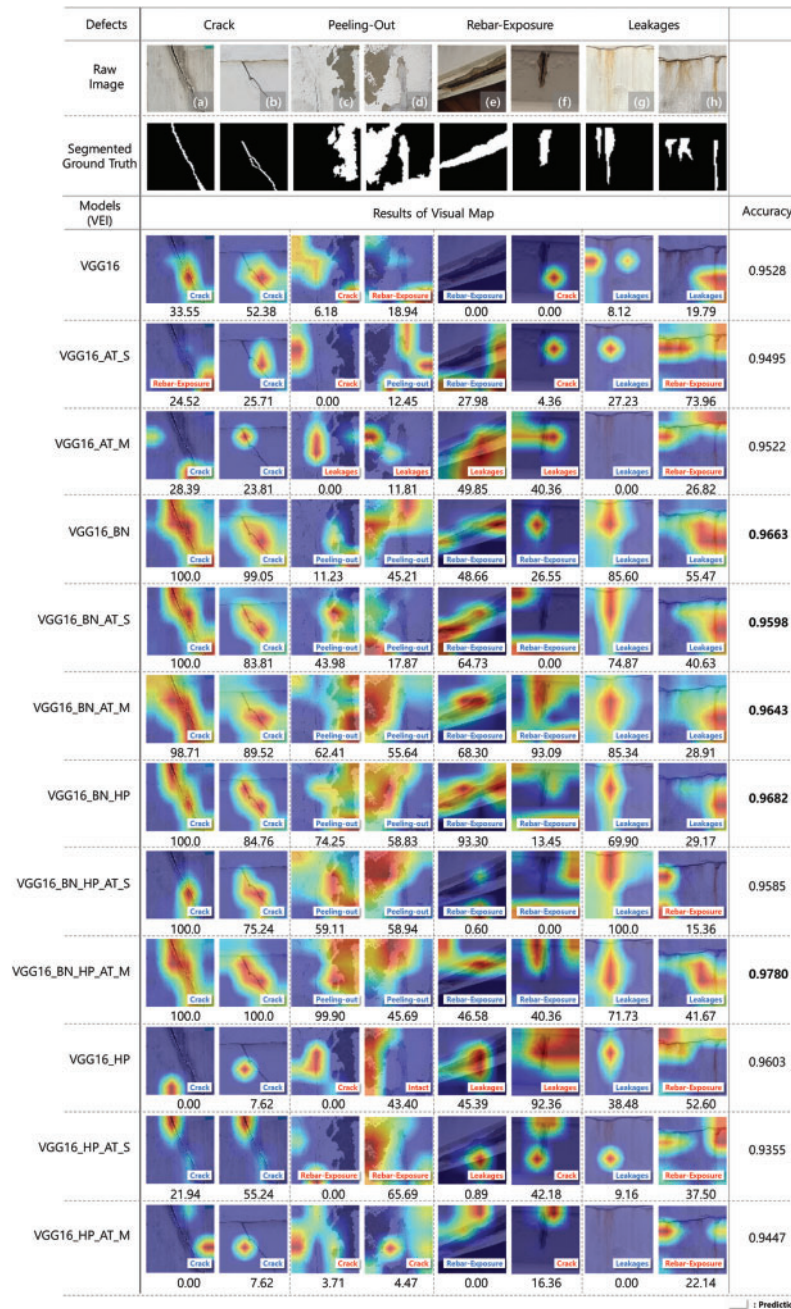 Defects Crack Peeling-Out Rebar-Exposure Leakages
Raw
Image
(a) (b) (c) (d) (e) (f) (g) (h)
Segmented
Ground Truth
Models
(VEI) Results of Visual Map Accuracy
VGG16 0.9528
Crack Crack Crack Rebar-Exposure Rebar-Exposure Crack Leakages Leakages
33.55 52.38 6.18 18.94 0.00 0.00 8.12 19.79
VGG16_AT_S 0.9495
Rebar-Exposure Crack Crack Peeling-out Rebar-Exposure Crack Leakages Leakages
24.52 25.71 0.00 12.45 27.98 4.36 27.23 73.96
VGG16_AT_M 0.9522
Crack Crack Leakages Leakages Leakages Leakages Leakages Rebar-Exposure
28.39 23.81 0.00 11.81 49.85 40.36 0.00 26.82
VGG16_BN 0.9663
Crack Crack Peeling-out Peeling-out Rebar-Exposure Rebar-Exposure Leakages Leakages
100.0 99.05 11.23 45.21 48.66 26.55 85.60 55.47
VGG16_BN_AT_S 0.9598
Crack Crack Peeling-out Peeling-out Rebar-Exposure Rebar-Exposure Leakages Leakages
100.0 83.81 43.98 17.87 64.73 0.00 74.87 40.63
VGG16_BN_AT_M 0.9643
Crack Crack Peeling-out Peeling-out Rebar-Exposure Rebar-Exposure Leakages Leakages
98.71 89.52 62.41 55.64 68.30 93.09 85.34 28.91
VGG16_BN_HP 0.9682
Crack Crack Peeling-out Peeling-out Rebar-Exposure Rebar-Exposure Leakages Leakages
100.0 84.76 74.25 58.83 93.30 13.45 69.90 29.17
VGG16_BN_HP_AT_S 0.9585
Crack Crack Peeling-out Peeling-out Rebar-Exposure Rebar-Exposure Leakages Rebar-Exposure
100.0 75.24 59.11 58.94 0.60 0.00 100.0 15.36
VGG16_BN_HP_AT_M 0.9780
Crack Crack Peeling-out Peeling-out Rebar-Exposure Rebar-Exposure Leakages Leakages
100.0 100.0 99.90 45.69 46.58 40.36 71.73 41.67
VGG16_HP 0.9603
Crack Crack Crack Intact Leakages Leakages Leakages Rebar-Exposure
0.00 7.62 0.00 43.40 45.39 92.36 38.48 52.60
VGG16_HP_AT_S 0.9355
Crack Crack Rebar-Exposure Rebar-Exposure Leakages Crack Leakages Rebar-Exposure
21.94 55.24 0.00 65.69 0.89 42.18 9.16 37.50
VGG16_HP_AT_M 0.9447
Crack Crack Crack Crack Rebar-Exposure Crack Leakages Rebar-Exposure
0.00 7.62 3.71 4.47 0.00 16.36 0.00 22.14